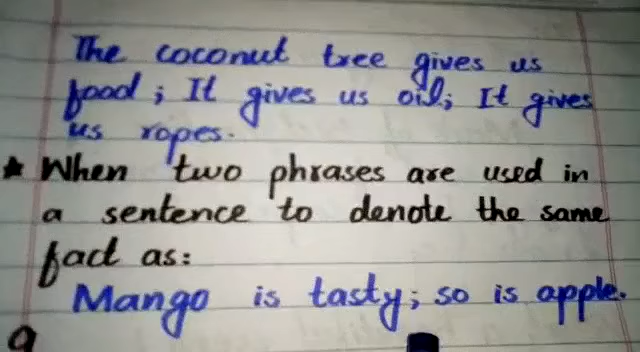 The coconut tree gives us
food; It gives us oil; It gives
us ropes.
★ When two phrases are used in
a sentence to denote the same
fact as:
Mango is tasty; so is apple.